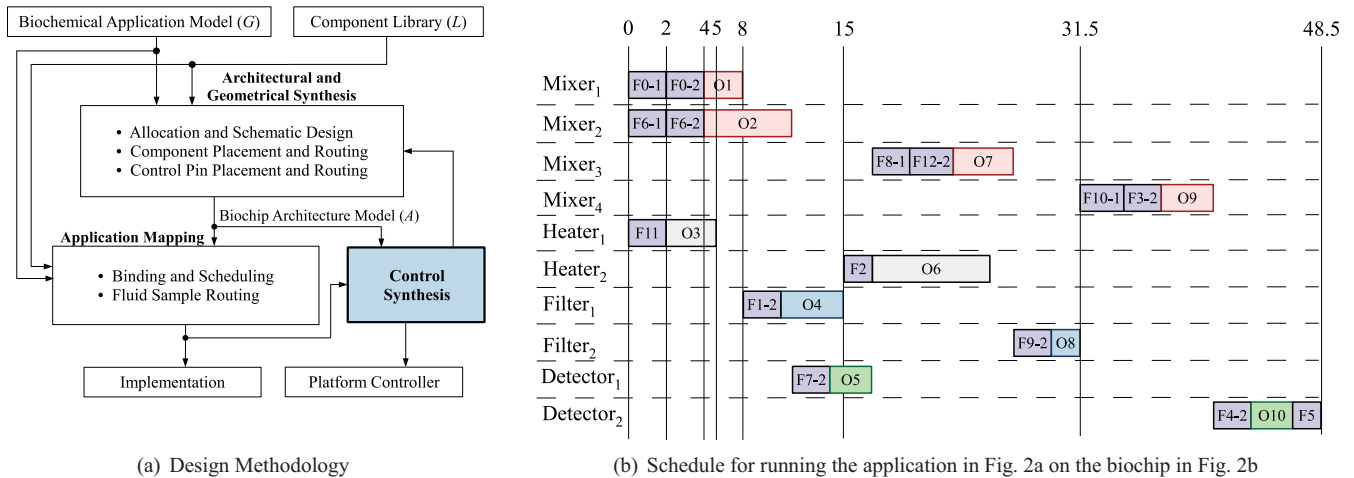 Biochemical Application Model (G)
Component Library (L)
Architectural and
Geometrical Synthesis
• Allocation and Schematic Design
• Component Placement and Routing
• Control Pin Placement and Routing
Biochip Architecture Model (A)
Application Mapping
• Binding and Scheduling
• Fluid Sample Routing
Control
Synthesis
Implementation
Platform Controller
(a) Design Methodology
0 2 4 5 8 15 31.5 48.5
Mixer1 F0-1 F0-2 O1
Mixer2 F6-1 F6-2 O2
Mixer3 F8-1 F12-2 O7
Mixer4 F10-1 F3-2 O9
Heater1 F11 O3
Heater2 F2 O6
Filter1 F1-2 O4
Filter2 F9-2 O8
Detector1 F7-2 O5
Detector2 F4-2 O10 F5
(b) Schedule for running the application in Fig. 2a on the biochip in Fig. 2b